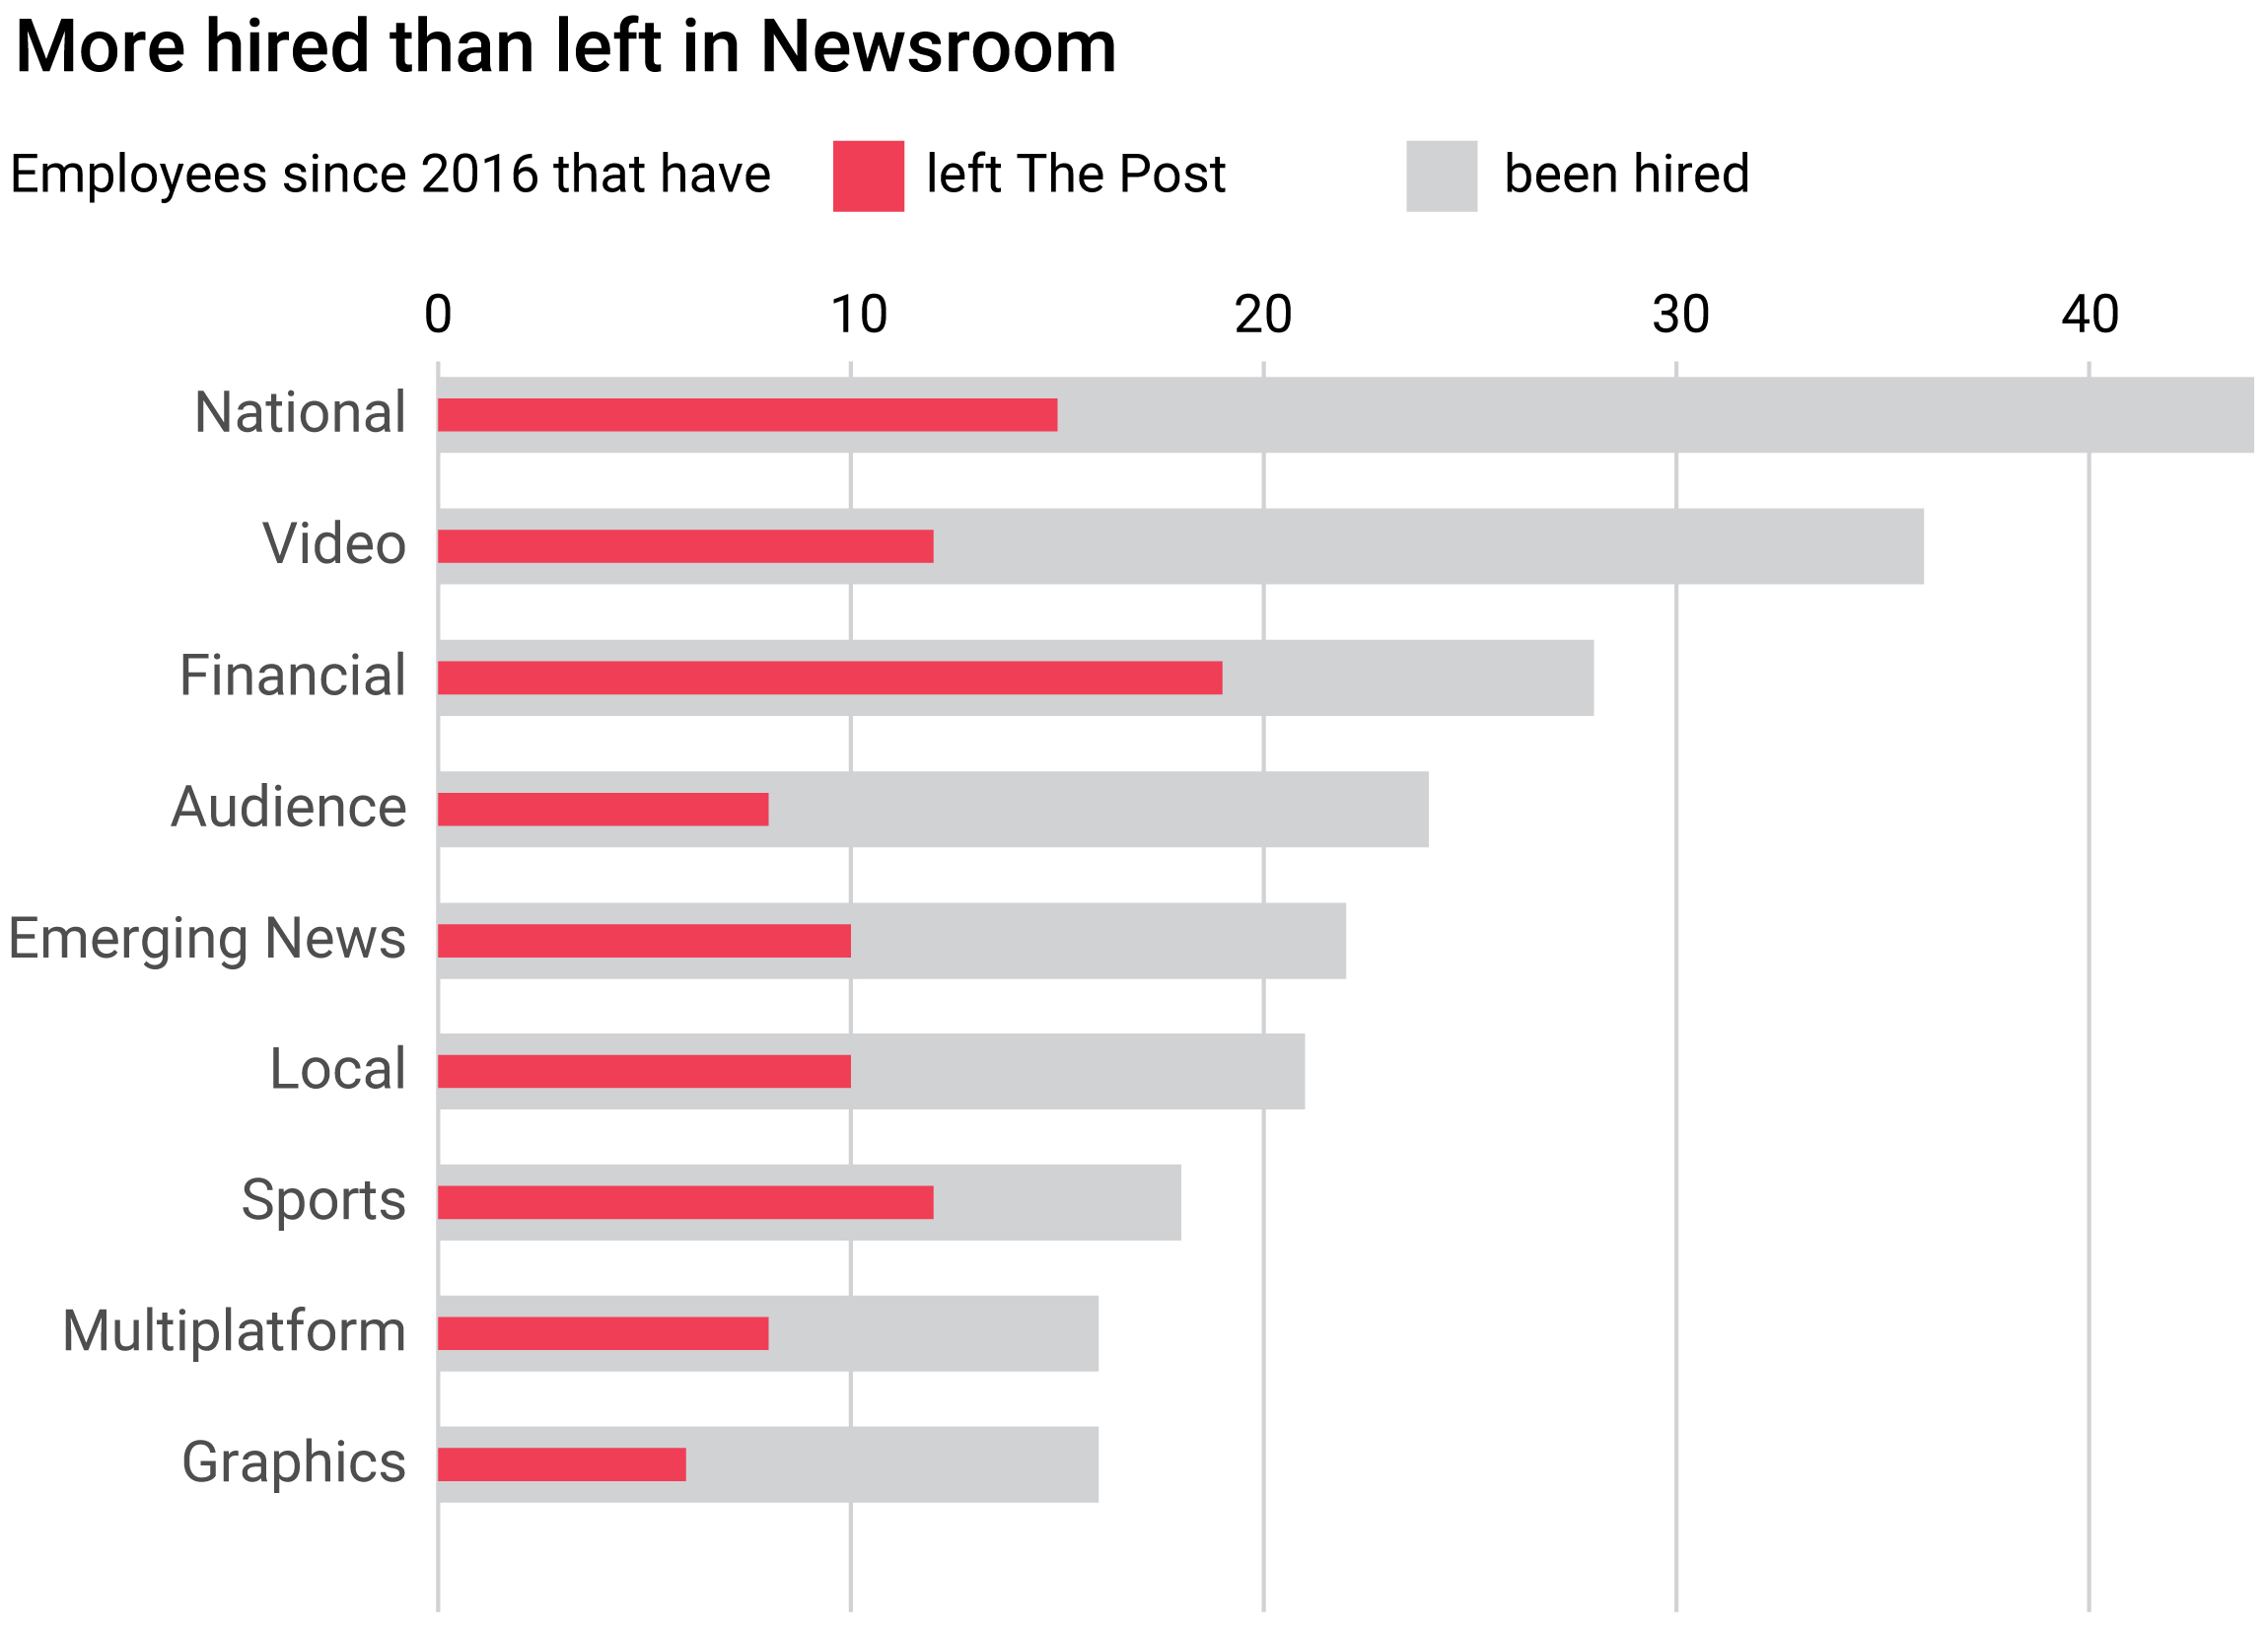 More hired than left in Newsroom
Employees since 2016 that have left The Post been hired
0 10 20 30 40
National
Video
Financial
Audience
Emerging News
Local
Sports
Multiplatform
Graphics